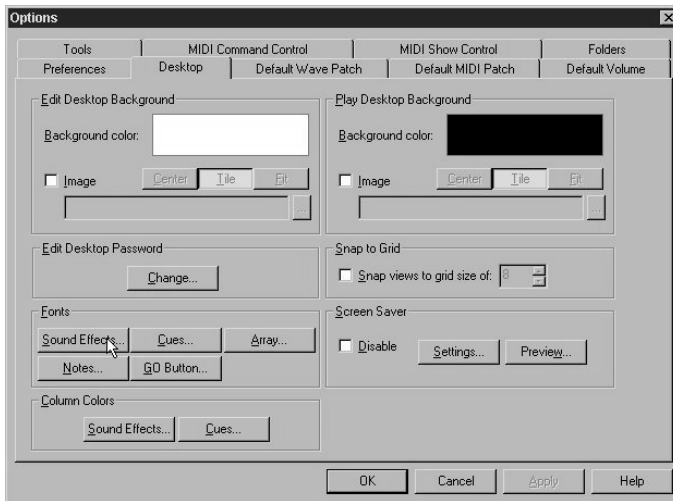 Options
Tools MIDI Command Control MIDI Show Control Folders
Preferences Desktop Default Wave Patch Default MIDI Patch Default Volume
Edit Desktop Background
Background color:
Image Center Tile Fit
...
Play Desktop Background
Background color:
Image Center Tile Fit
...
Edit Desktop Password
Change...
Snap to Grid
Snap views to grid size of: 8
Fonts
Sound Effects... Cues... Array...
Notes... GO Button...
Screen Saver
Disable Settings... Preview...
Column Colors
Sound Effects... Cues...
OK Cancel Apply Help